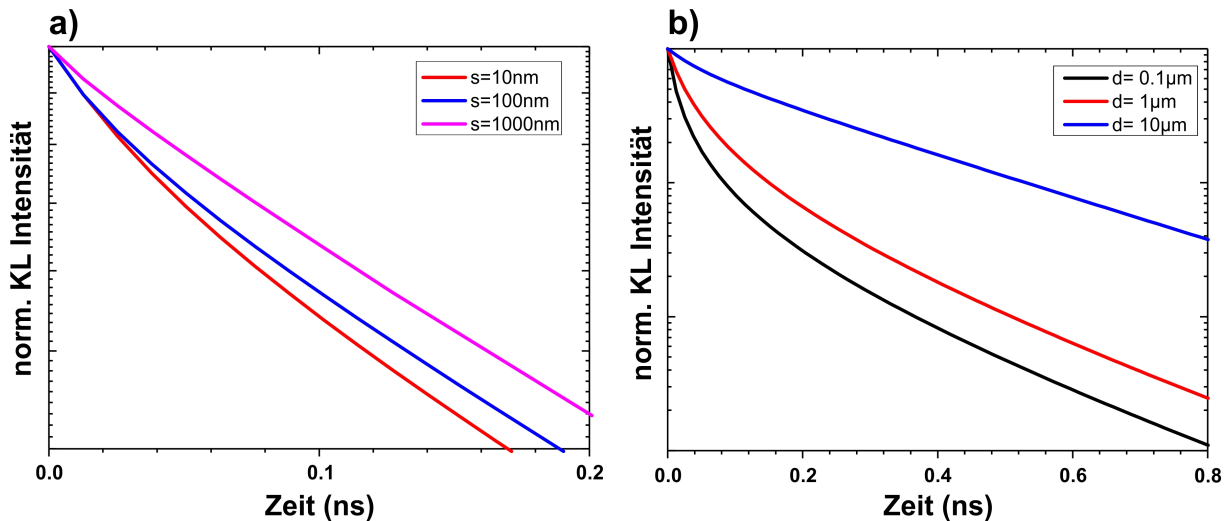 a)
norm. KL Intensität
s=10nm
s=100nm
s=1000nm
0.0 0.1 0.2
Zeit (ns)
b)
norm. KL Intensität
d= 0.1µm
d= 1µm
d= 10µm
0.0 0.2 0.4 0.6 0.8
Zeit (ns)